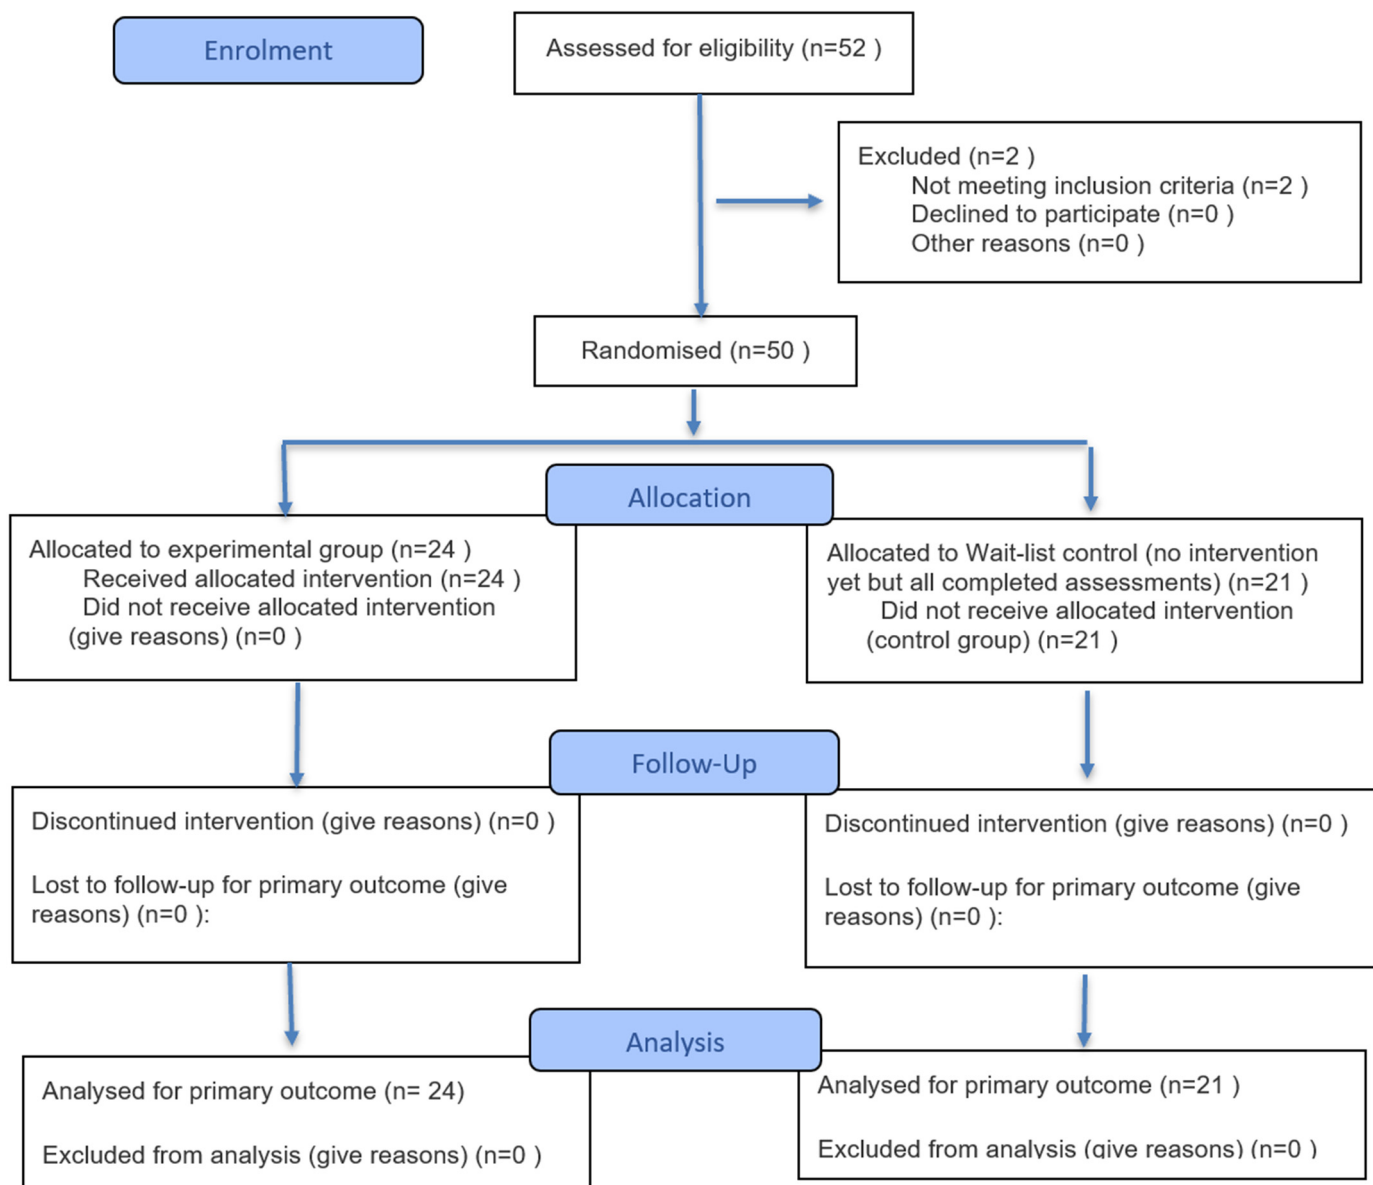 Enrolment
Assessed for eligibility (n=52 )
Excluded (n=2 )
Not meeting inclusion criteria (n=2 )
Declined to participate (n=0 )
Other reasons (n=0 )
Randomised (n=50 )
Allocation
Allocated to experimental group (n=24 )
Received allocated intervention (n=24 )
Did not receive allocated intervention
(give reasons) (n=0 )
Allocated to Wait-list control (no intervention
yet but all completed assessments) (n=21 )
Did not receive allocated intervention
(control group) (n=21 )
Follow-Up
Discontinued intervention (give reasons) (n=0 )
Lost to follow-up for primary outcome (give
reasons) (n=0 ):
Discontinued intervention (give reasons) (n=0 )
Lost to follow-up for primary outcome (give
reasons) (n=0 ):
Analysis
Analysed for primary outcome (n= 24)
Excluded from analysis (give reasons) (n=0 )
Analysed for primary outcome (n=21 )
Excluded from analysis (give reasons) (n=0 )